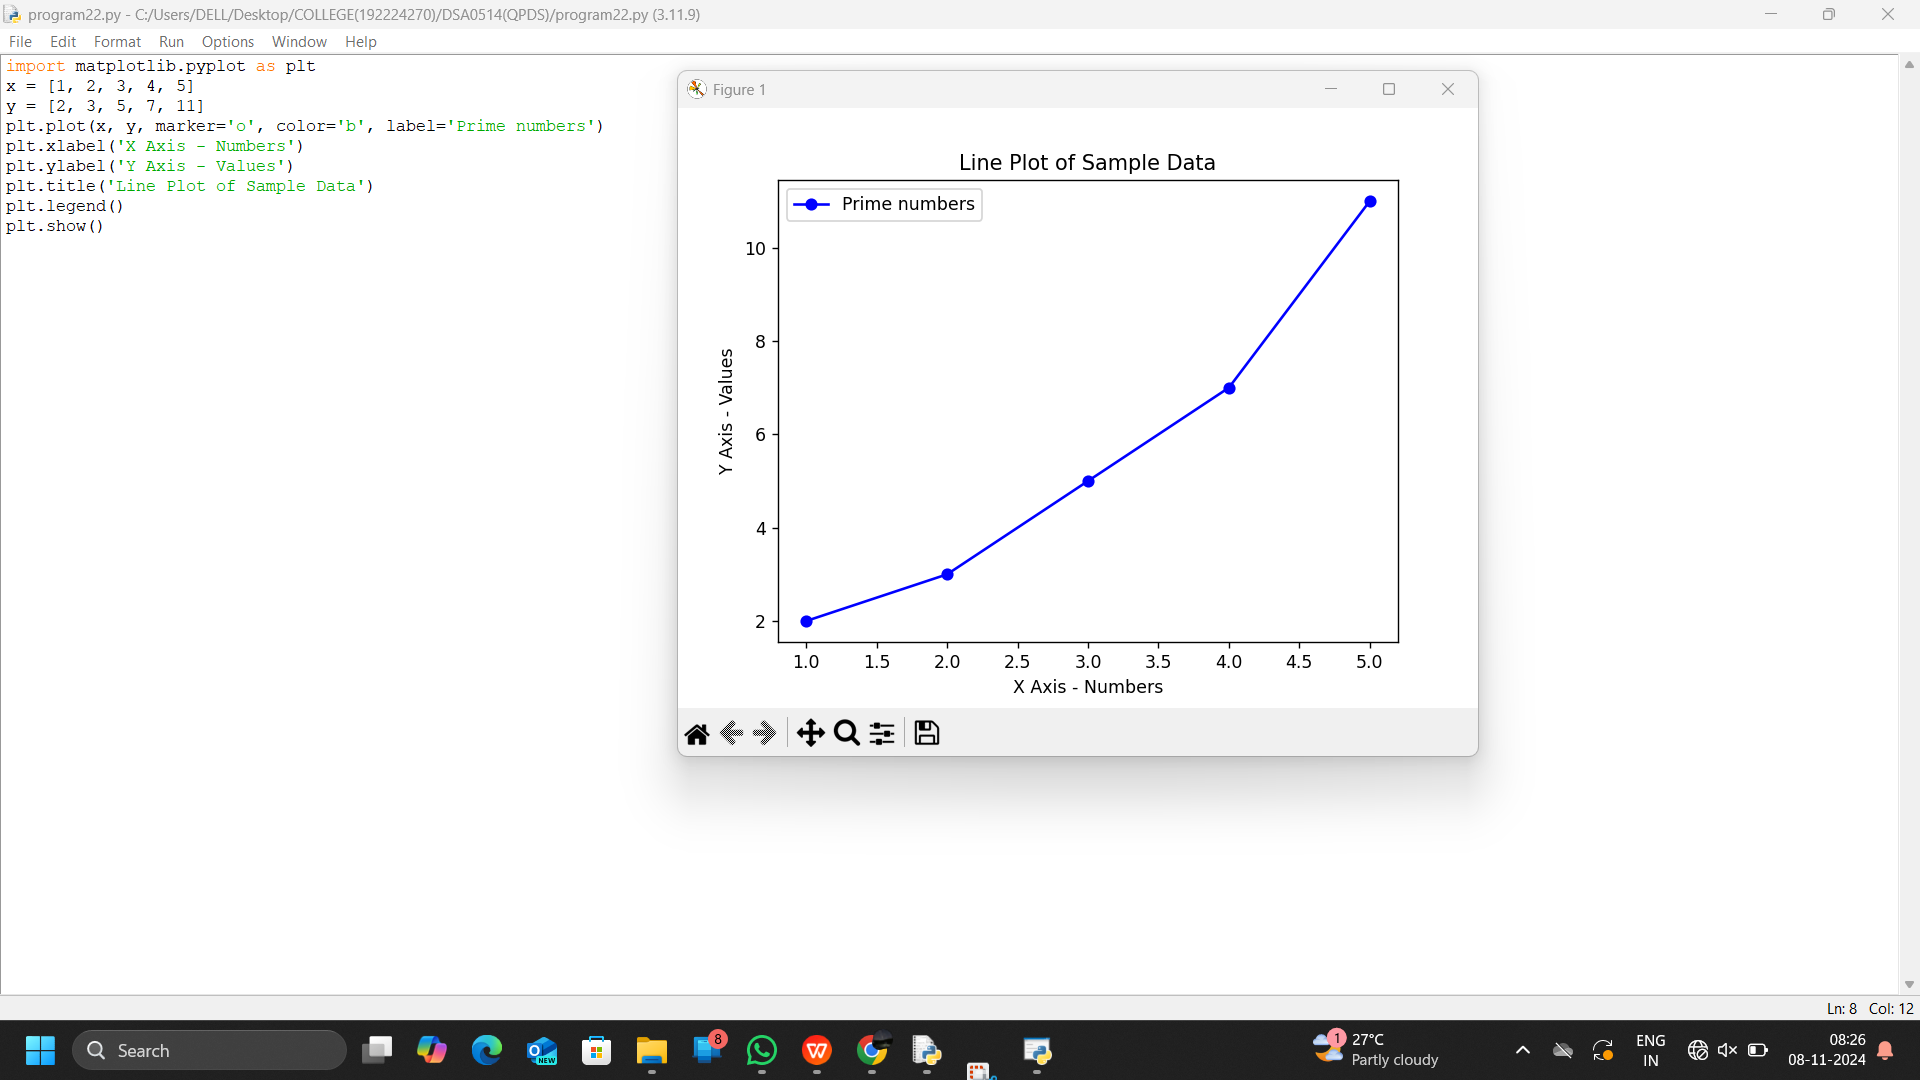 program22.py - C:/Users/DELL/Desktop/COLLEGE(192224270)/DSA0514(QPDS)/program22.py (3.11.9)
File Edit Format Run Options Window Help
import matplotlib.pyplot as plt
x = [1, 2, 3, 4, 5]
y = [2, 3, 5, 7, 11]
plt.plot(x, y, marker='o', color='b', label='Prime numbers')
plt.xlabel('X Axis - Numbers')
plt.ylabel('Y Axis - Values')
plt.title('Line Plot of Sample Data')
plt.legend()
plt.show()
Figure 1
Line Plot of Sample Data
Prime numbers
10
8
6
4
2
Y Axis - Values
1.0 1.5 2.0 2.5 3.0 3.5 4.0 4.5 5.0
X Axis - Numbers
Ln: 8 Col: 12
Search
NEW
8
1
27°C
Partly cloudy
ENG
IN
08:26
08-11-2024